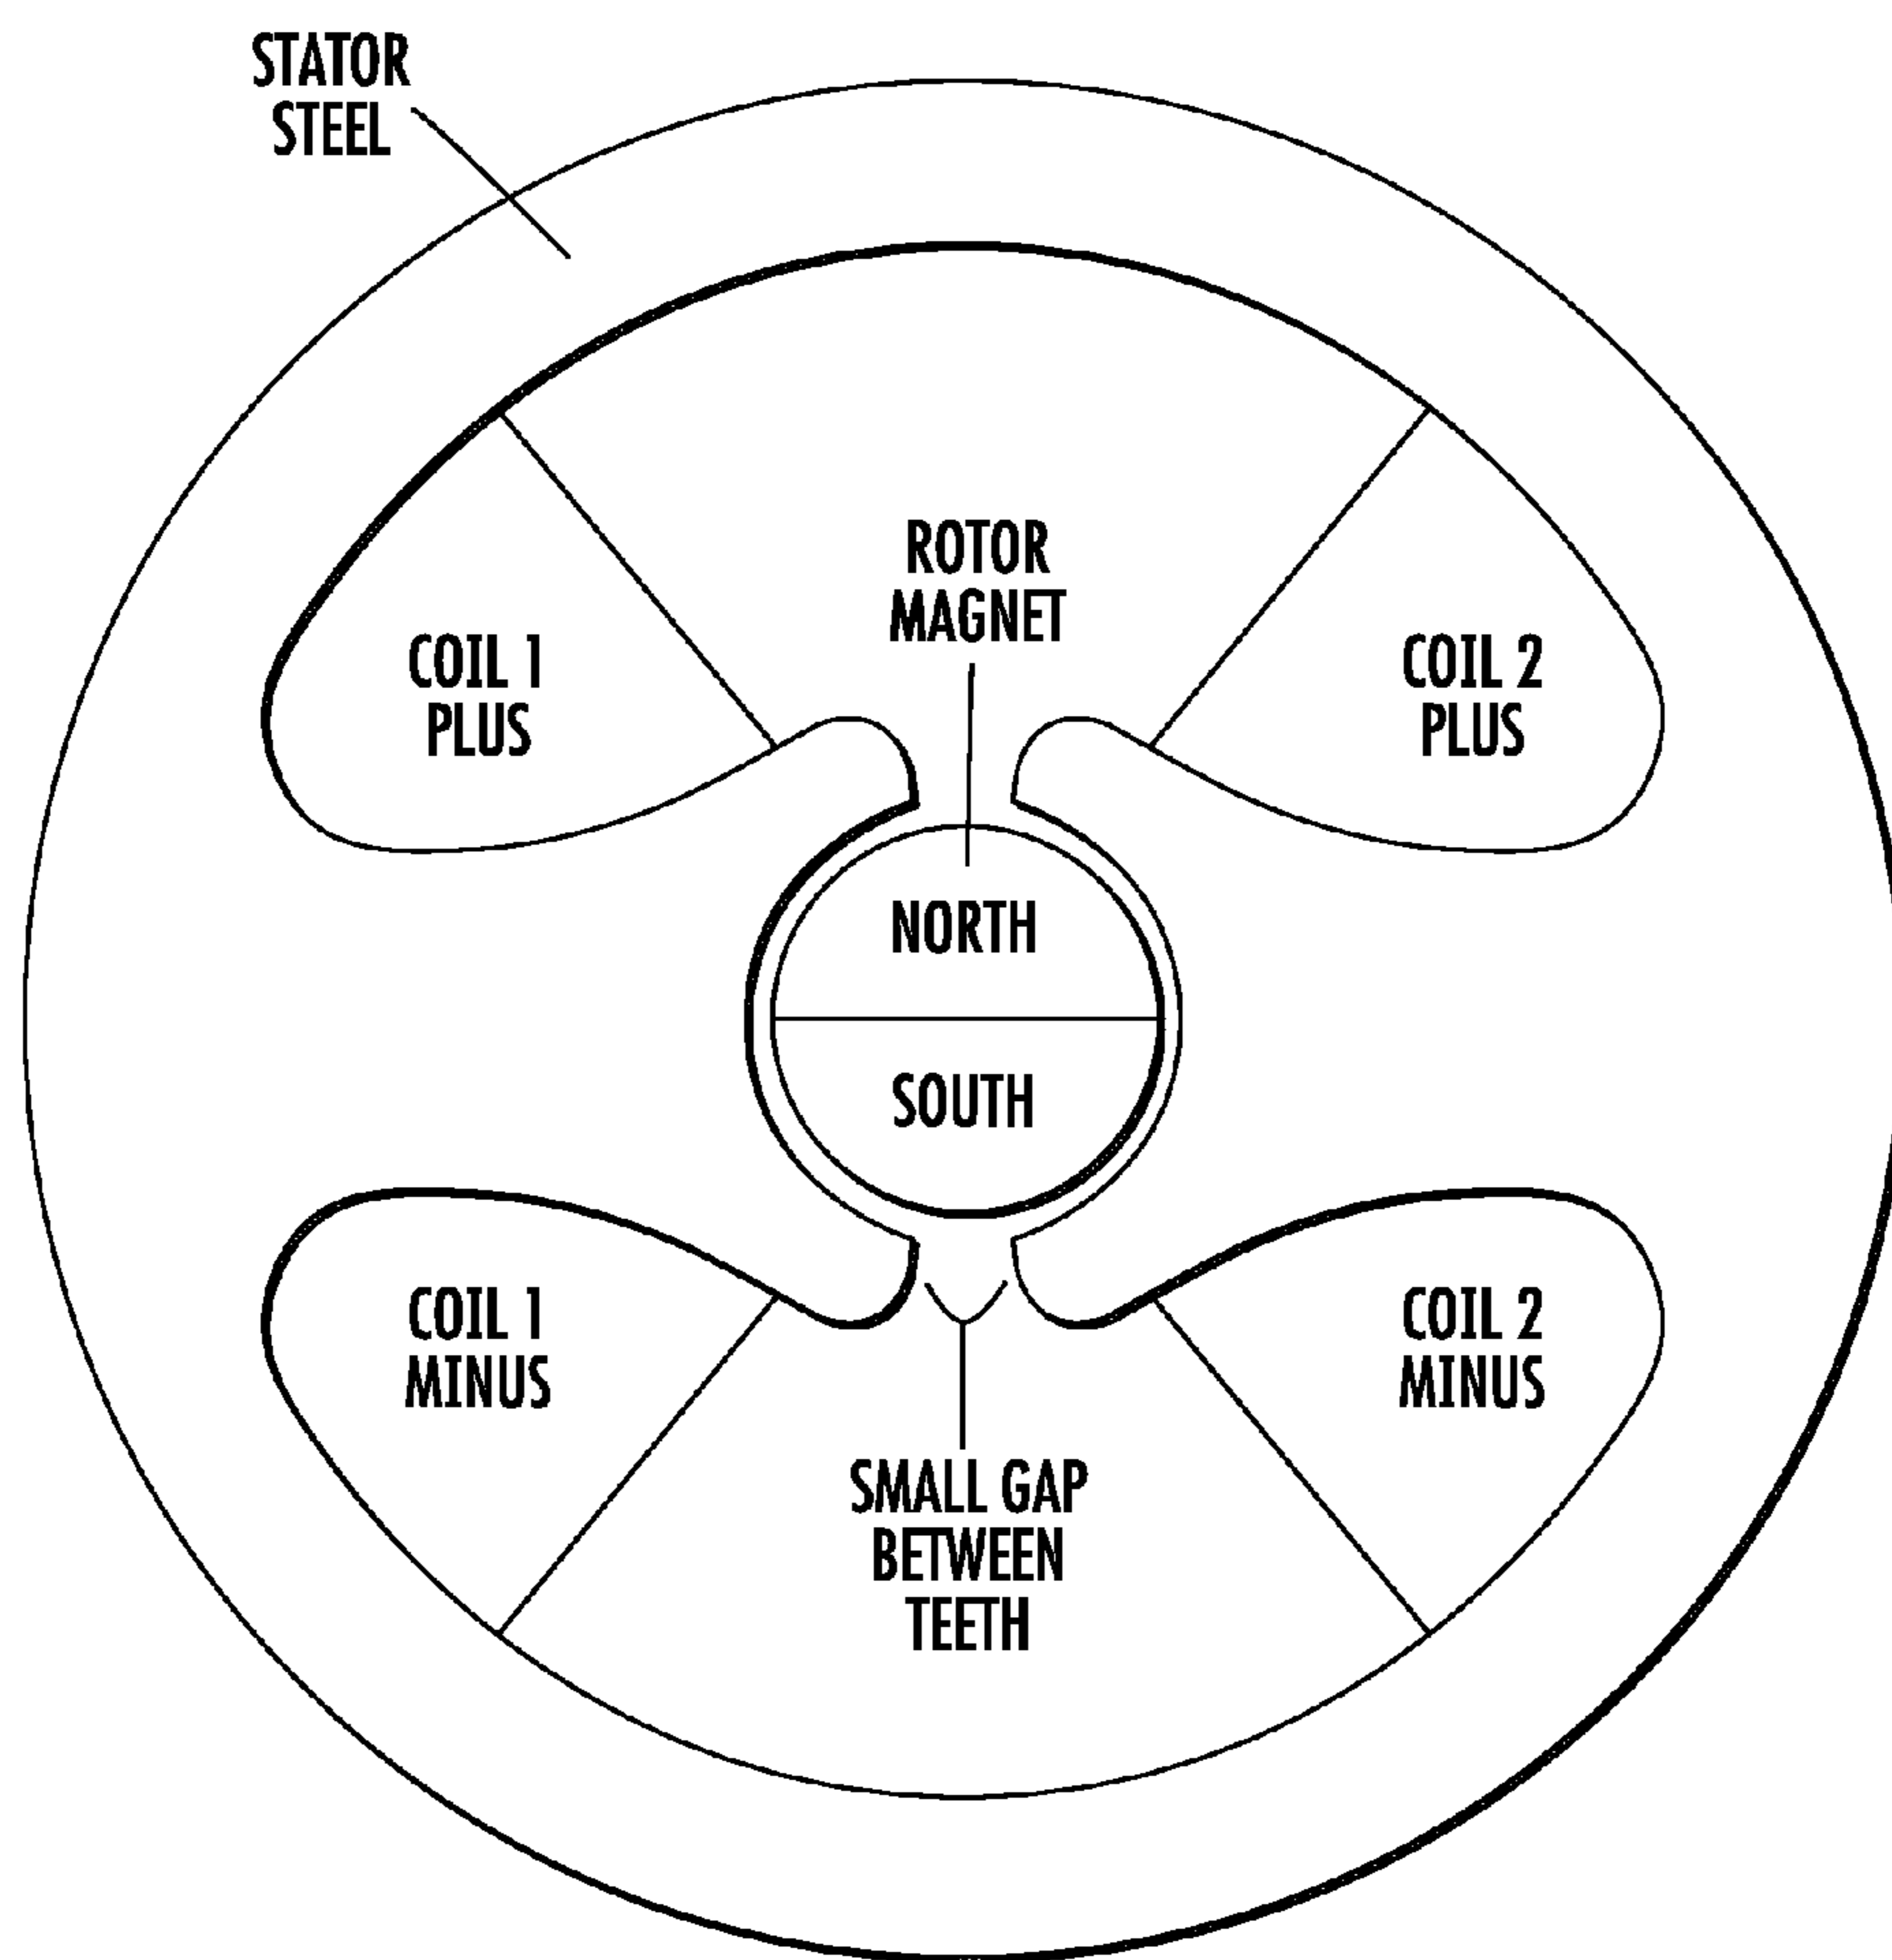 STATOR
STEEL
ROTOR
MAGNET
COIL 1
PLUS
COIL 2
PLUS
NORTH
SOUTH
COIL 1
MINUS
COIL 2
MINUS
SMALL GAP
BETWEEN
TEETH